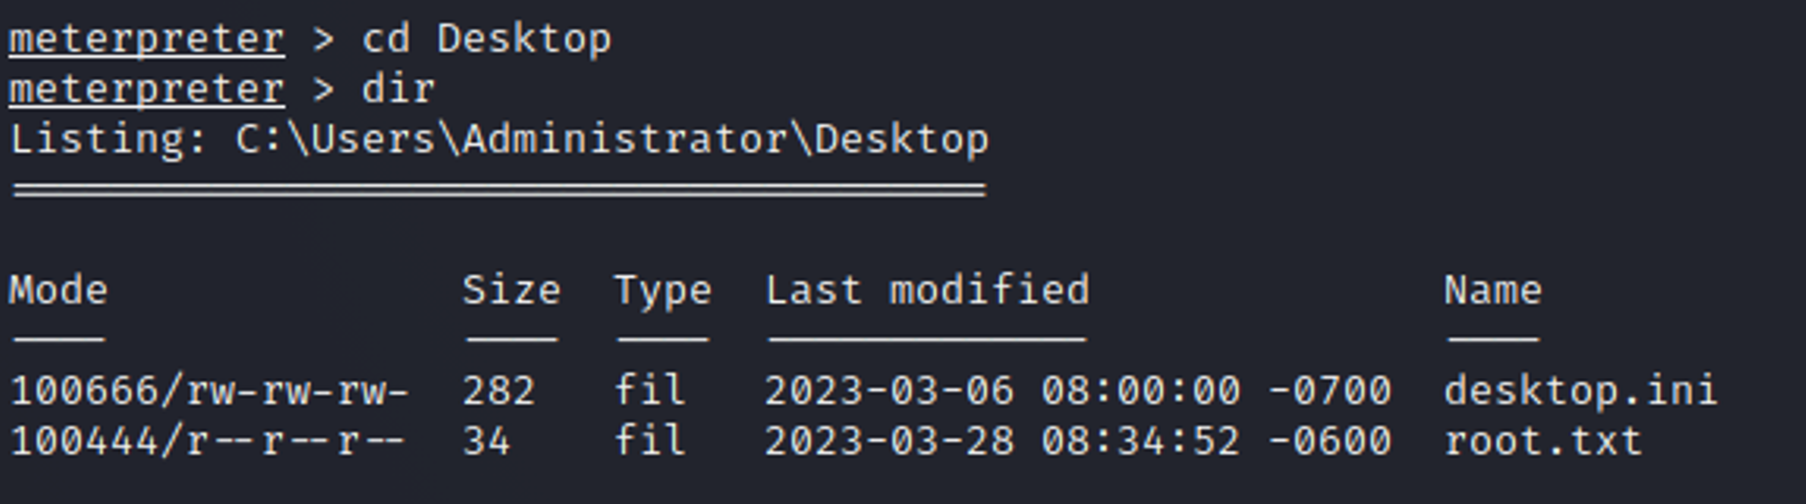 meterpreter > cd Desktop
meterpreter > dir
Listing: C:\Users\Administrator\Desktop
=======================================
Mode              Size  Type  Last modified              Name
----              ----  ----  -------------              ----
100666/rw-rw-rw-  282   fil   2023-03-06 08:00:00 -0700  desktop.ini
100444/r--r--r--  34    fil   2023-03-28 08:34:52 -0600  root.txt